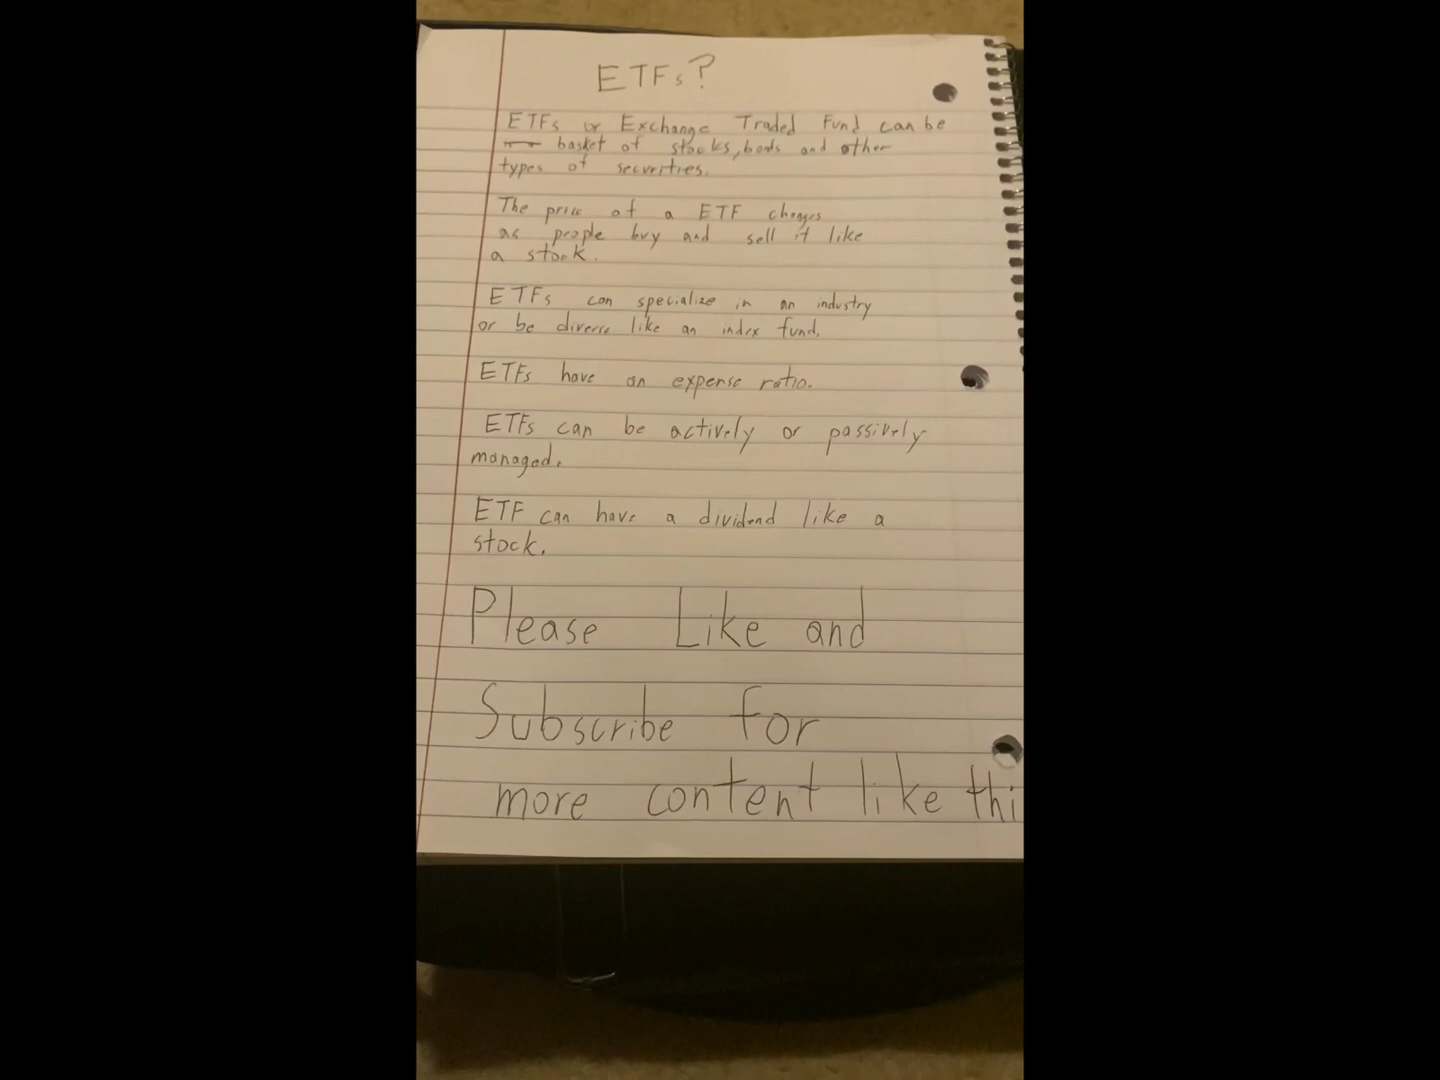 ETFs?
ETFs or Exchange Traded Fund can be
basket of stocks, bods and other
types of securities.
The price of a ETF changes
as people buy and sell it like
a stock.
ETFs can specialize in an industry
or be diverse like an index fund.
ETFs have an expense ratio.
ETFs can be actively or passively
managed.
ETF can have a dividend like a
stock.
Please Like and
Subscribe for
more content like thi